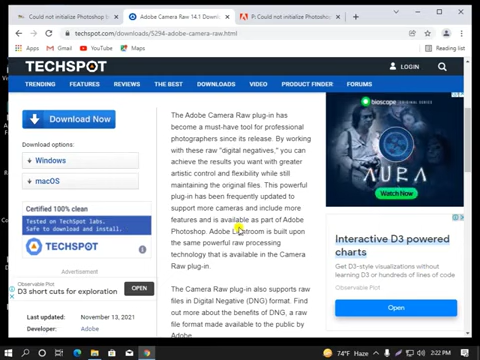 Could not initialize Photoshop b
Adobe Camera Raw 14.1 Downl
P: Could not initialise Photoshop
techspot.com/downloads/5294-adobe-camera-raw.html
Apps
Gmail
YouTube
Maps
Reading list
TECHSPOT
LOGIN
TRENDING
FEATURES
REVIEWS
THE BEST
DOWNLOADS
VIDEO
PRODUCT FINDER
FORUMS
Download Now
Download options:
Windows
macOS
Certified 100% clean
Tested on TechSpot labs.
Safe to download and install.
TECHSPOT
Advertisement
Observable Plot
D3 short cuts for exploration
OPEN
Last updated:
November 13, 2021
Developer:
Adobe
The Adobe Camera Raw plug-in has
become a must-have tool for professional
photographers since its release. By working
with these raw "digital negatives," you can
achieve the results you want with greater
artistic control and flexibility while still
maintaining the original files. This powerful
plug-in has been frequently updated to
support more cameras and include more
features and is available as part of Adobe
Photoshop. Adobe Lightroom is built upon
the same powerful raw processing
technology that is available in the Camera
Raw plug-in.
The Camera Raw plug-in also supports raw
files in Digital Negative (DNG) format. Find
out more about the benefits of DNG, a raw
file format made available to the public by
Adobe.
bioscope
ORIGINAL SERIES
AURA
Watch Now
Interactive D3 powered
charts
Get D3-style visualizations without
learning D3 or hundreds of lines of code.
Observable Plot
Open
74°F Haze
2:22 PM